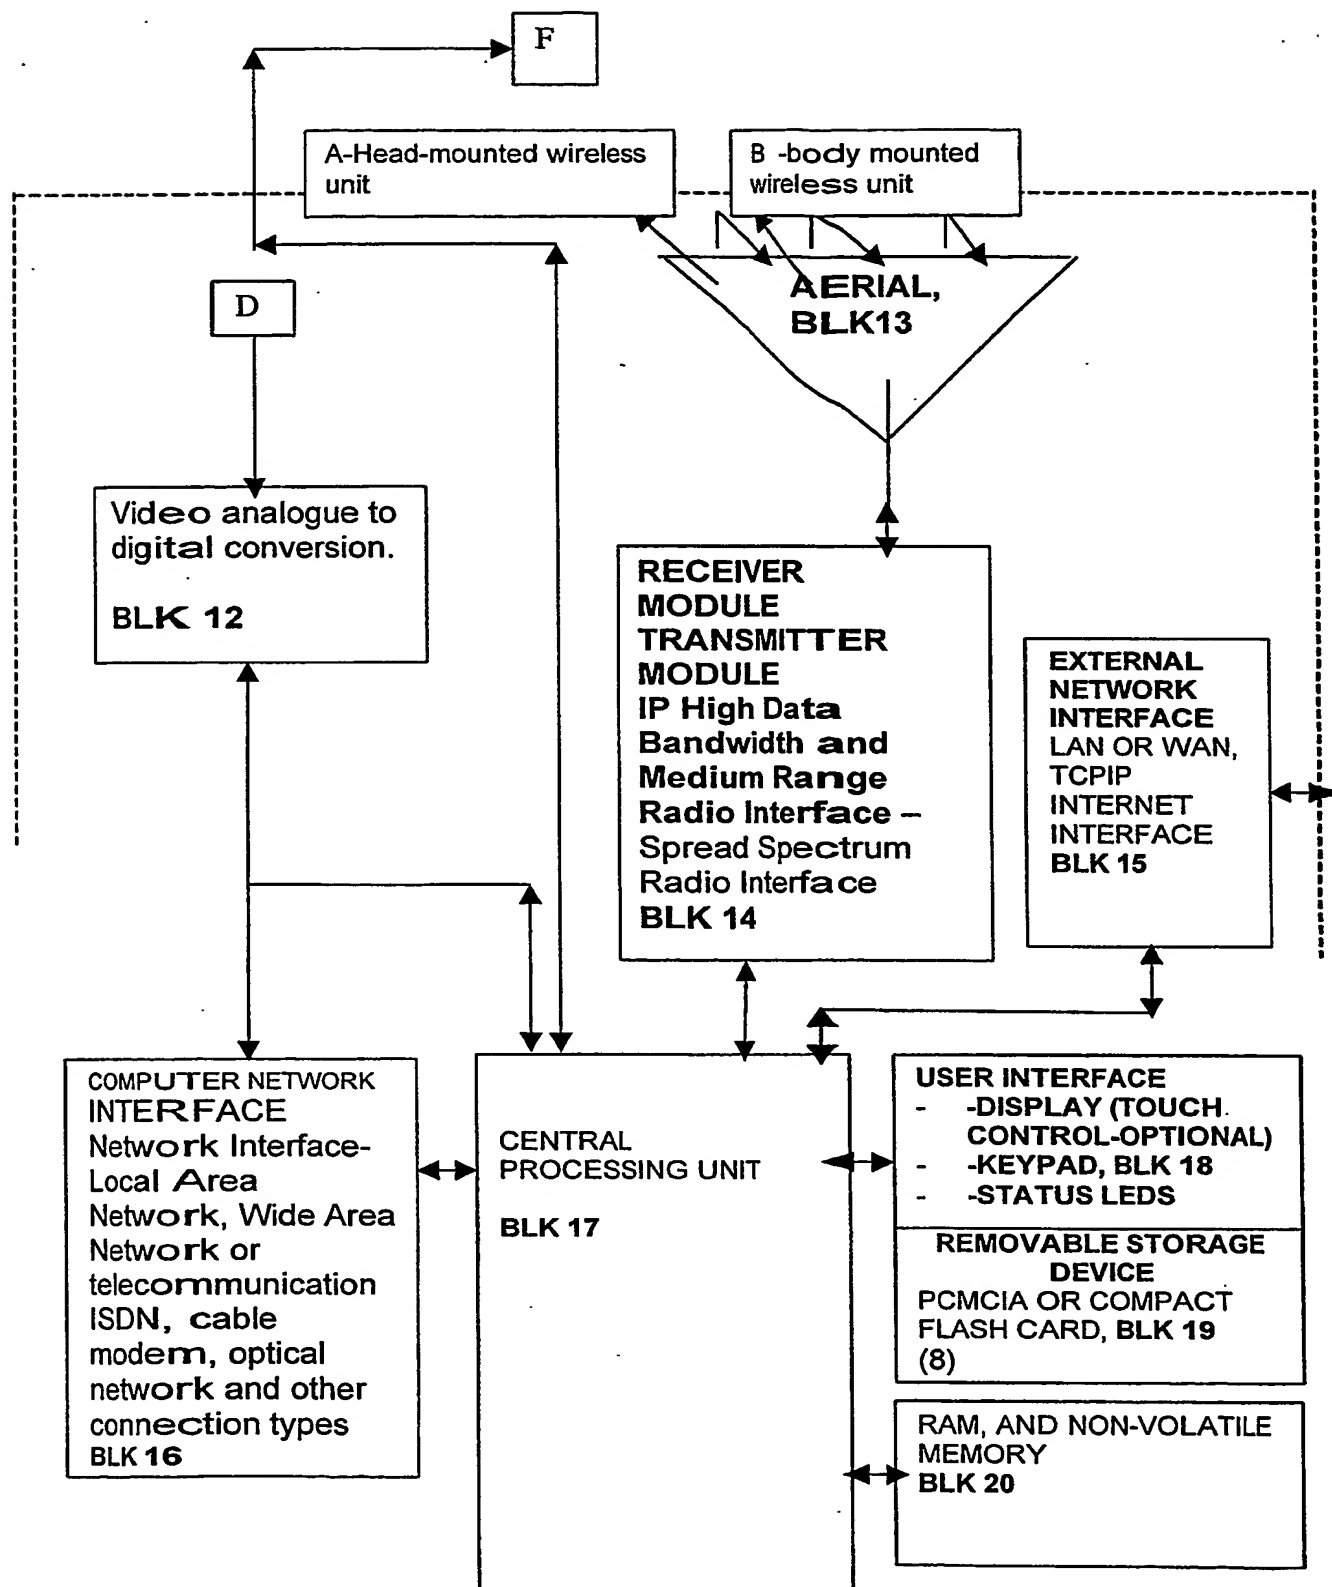 F
A-Head-mounted wireless
unit
B -body mounted
wireless unit
D
AERIAL,
BLK13
Video analogue to
digital conversion.
BLK 12
RECEIVER
MODULE
TRANSMITTER
MODULE
IP High Data
Bandwidth and
Medium Range
Radio Interface –
Spread Spectrum
Radio Interface
BLK 14
EXTERNAL
NETWORK
INTERFACE
LAN OR WAN,
TCPIP
INTERNET
INTERFACE
BLK 15
COMPUTER NETWORK
INTERFACE
Network Interface-
Local Area
Network, Wide Area
Network or
telecommunication
ISDN, cable
modem, optical
network and other
connection types
BLK 16
CENTRAL
PROCESSING UNIT
BLK 17
USER INTERFACE
- -DISPLAY (TOUCH
CONTROL-OPTIONAL)
- -KEYPAD, BLK 18
- -STATUS LEDS
REMOVABLE STORAGE
DEVICE
PCMCIA OR COMPACT
FLASH CARD, BLK 19
(8)
RAM, AND NON-VOLATILE
MEMORY
BLK 20